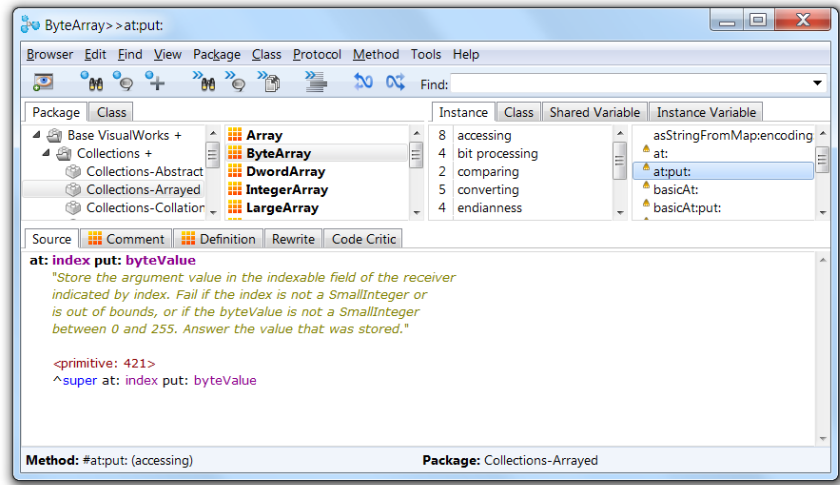 ByteArray>>at:put:
Browser Edit Find View Package Class Protocol Method Tools Help
Find:
Package Class
Instance Class Shared Variable Instance Variable
Base VisualWorks +
Collections +
Collections-Abstract
Collections-Arrayed
Collections-Collation
Array
ByteArray
DwordArray
IntegerArray
LargeArray
8 accessing
4 bit processing
2 comparing
5 converting
4 endianness
asStringFromMap:encoding
at:
at:put:
basicAt:
basicAt:put:
Source Comment Definition Rewrite Code Critic
at: index put: byteValue
"Store the argument value in the indexable field of the receiver
indicated by index. Fail if the index is not a SmallInteger or
is out of bounds, or if the byteValue is not a SmallInteger
between 0 and 255. Answer the value that was stored."
<primitive: 421>
^super at: index put: byteValue
Method: #at:put: (accessing)
Package: Collections-Arrayed